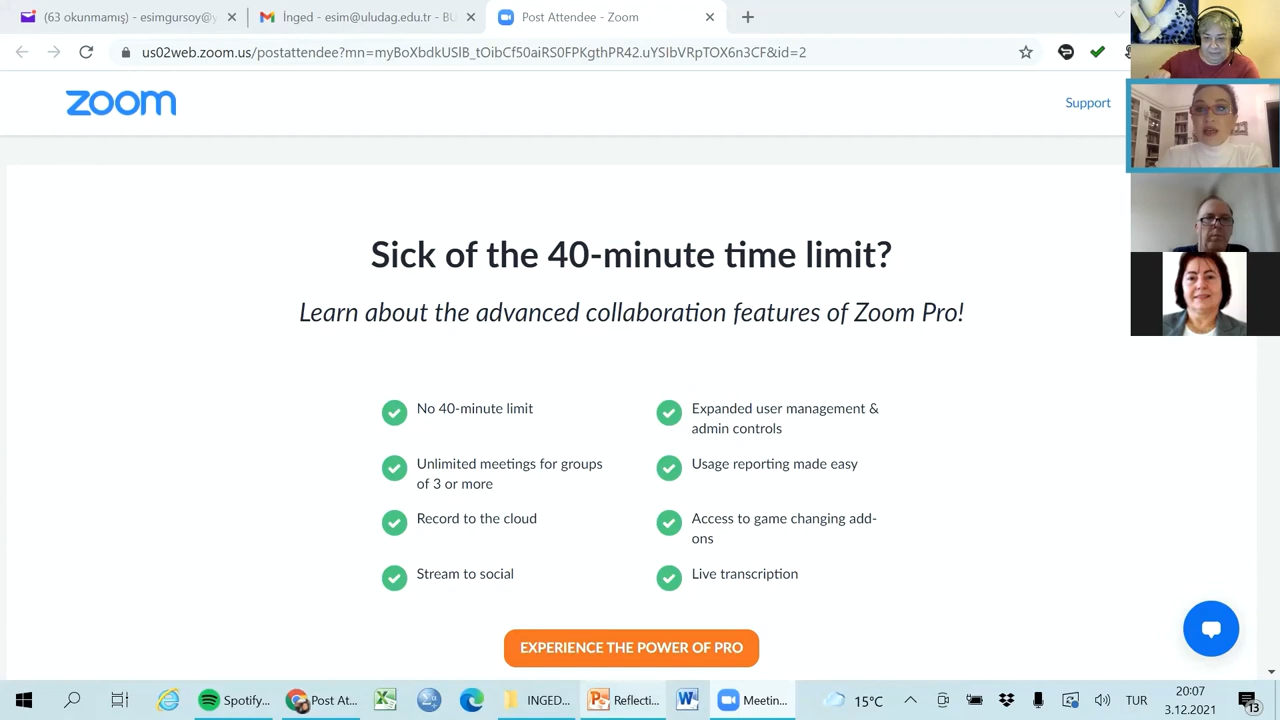 (63 okunmamış) - esimgursoy@y
İnged - esim@uludag.edu.tr - BU
Post Attendee - Zoom
us02web.zoom.us/postattendee?mn=myBoXbdkUSIB_tOibCf50aiRS0FPKgthPR42.uYSIbVRpTOX6n3CF&id=2
zoom
Support
Sick of the 40-minute time limit?
Learn about the advanced collaboration features of Zoom Pro!
No 40-minute limit
Expanded user management &
admin controls
Unlimited meetings for groups
of 3 or more
Usage reporting made easy
Record to the cloud
Access to game changing add-
ons
Stream to social
Live transcription
EXPERIENCE THE POWER OF PRO
Spotify...
Post At...
INGED...
Reflecti...
Meetin...
15°C
TUR
20:07
3.12.2021
13